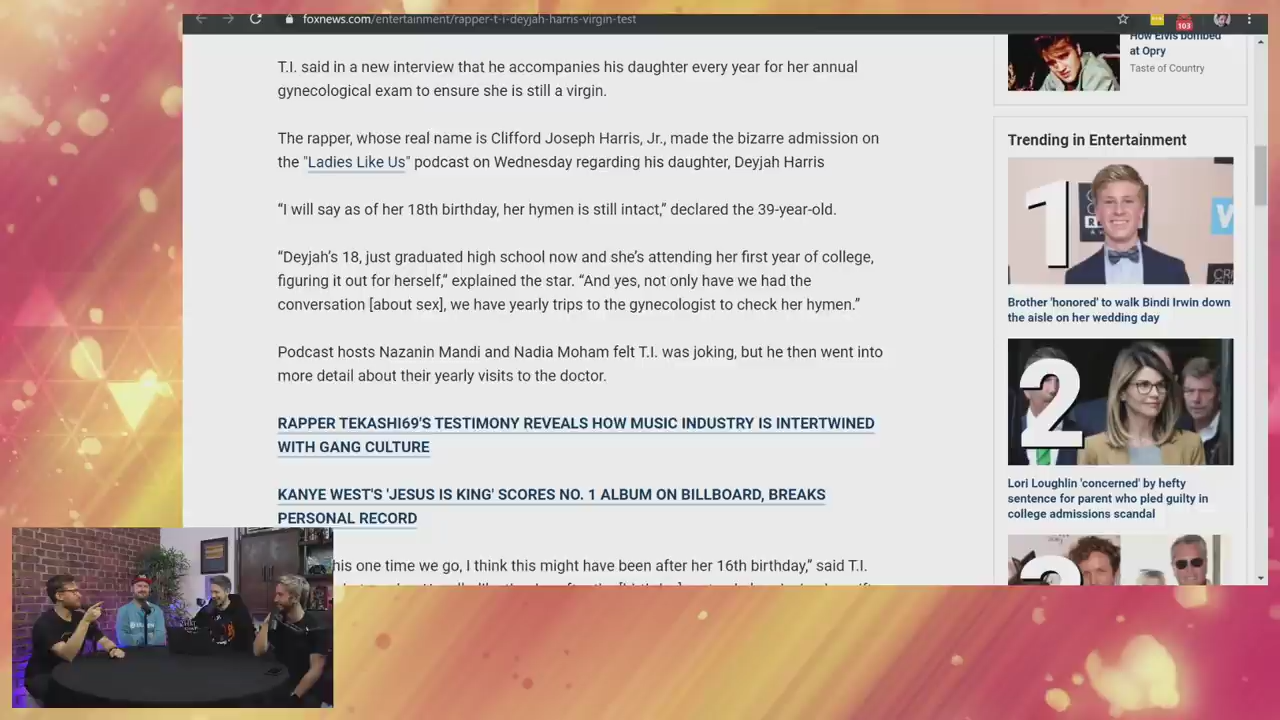 foxnews.com/entertainment/rapper-t-i-deyjah-harris-virgin-test
103
T.I. said in a new interview that he accompanies his daughter every year for her annual
gynecological exam to ensure she is still a virgin.
The rapper, whose real name is Clifford Joseph Harris, Jr., made the bizarre admission on
the "Ladies Like Us" podcast on Wednesday regarding his daughter, Deyjah Harris
“I will say as of her 18th birthday, her hymen is still intact,” declared the 39-year-old.
“Deyjah’s 18, just graduated high school now and she’s attending her first year of college,
figuring it out for herself,” explained the star. “And yes, not only have we had the
conversation [about sex], we have yearly trips to the gynecologist to check her hymen.”
Podcast hosts Nazanin Mandi and Nadia Moham felt T.I. was joking, but he then went into
more detail about their yearly visits to the doctor.
RAPPER TEKASHI69'S TESTIMONY REVEALS HOW MUSIC INDUSTRY IS INTERTWINED
WITH GANG CULTURE
KANYE WEST'S 'JESUS IS KING' SCORES NO. 1 ALBUM ON BILLBOARD, BREAKS
PERSONAL RECORD
his one time we go, I think this might have been after her 16th birthday,” said T.I.
How Elvis bombed
at Opry
Taste of Country
Trending in Entertainment
1
Brother 'honored' to walk Bindi Irwin down
the aisle on her wedding day
2
Lori Loughlin 'concerned' by hefty
sentence for parent who pled guilty in
college admissions scandal